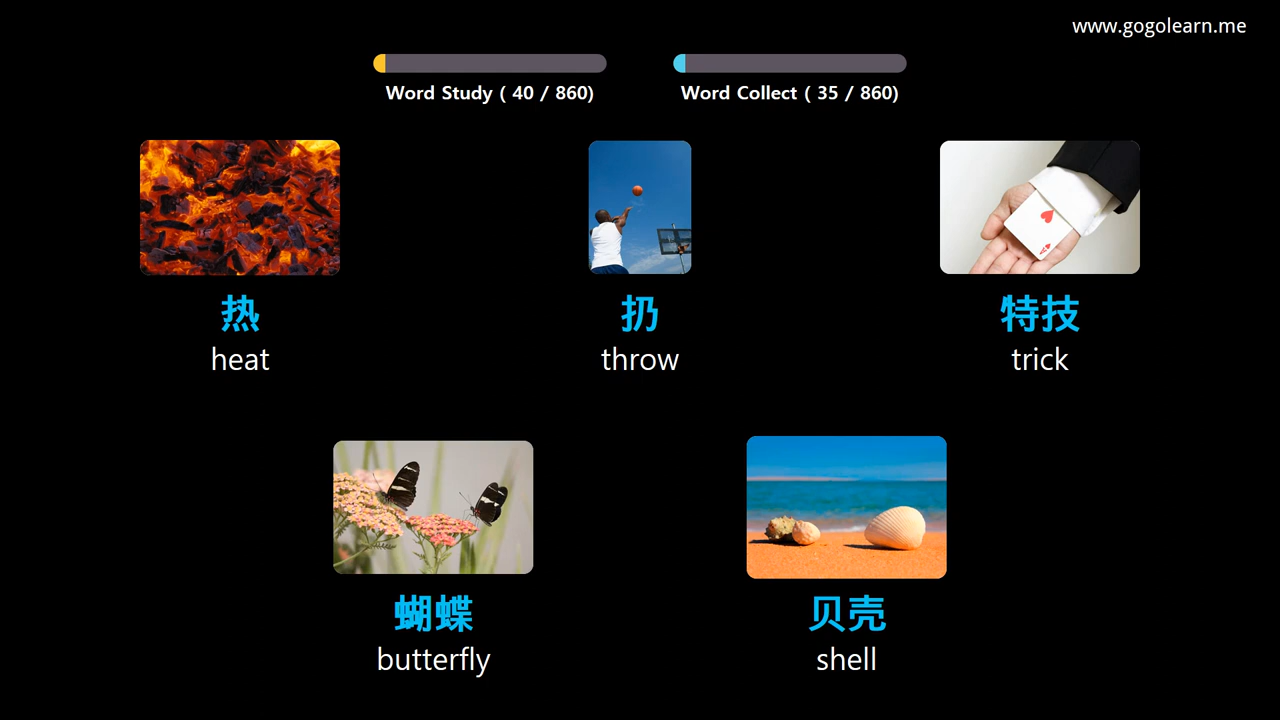 www.gogolearn.me
Word Study ( 40 / 860)
Word Collect ( 35 / 860)
热
heat
扔
throw
特技
trick
蝴蝶
butterfly
贝壳
shell